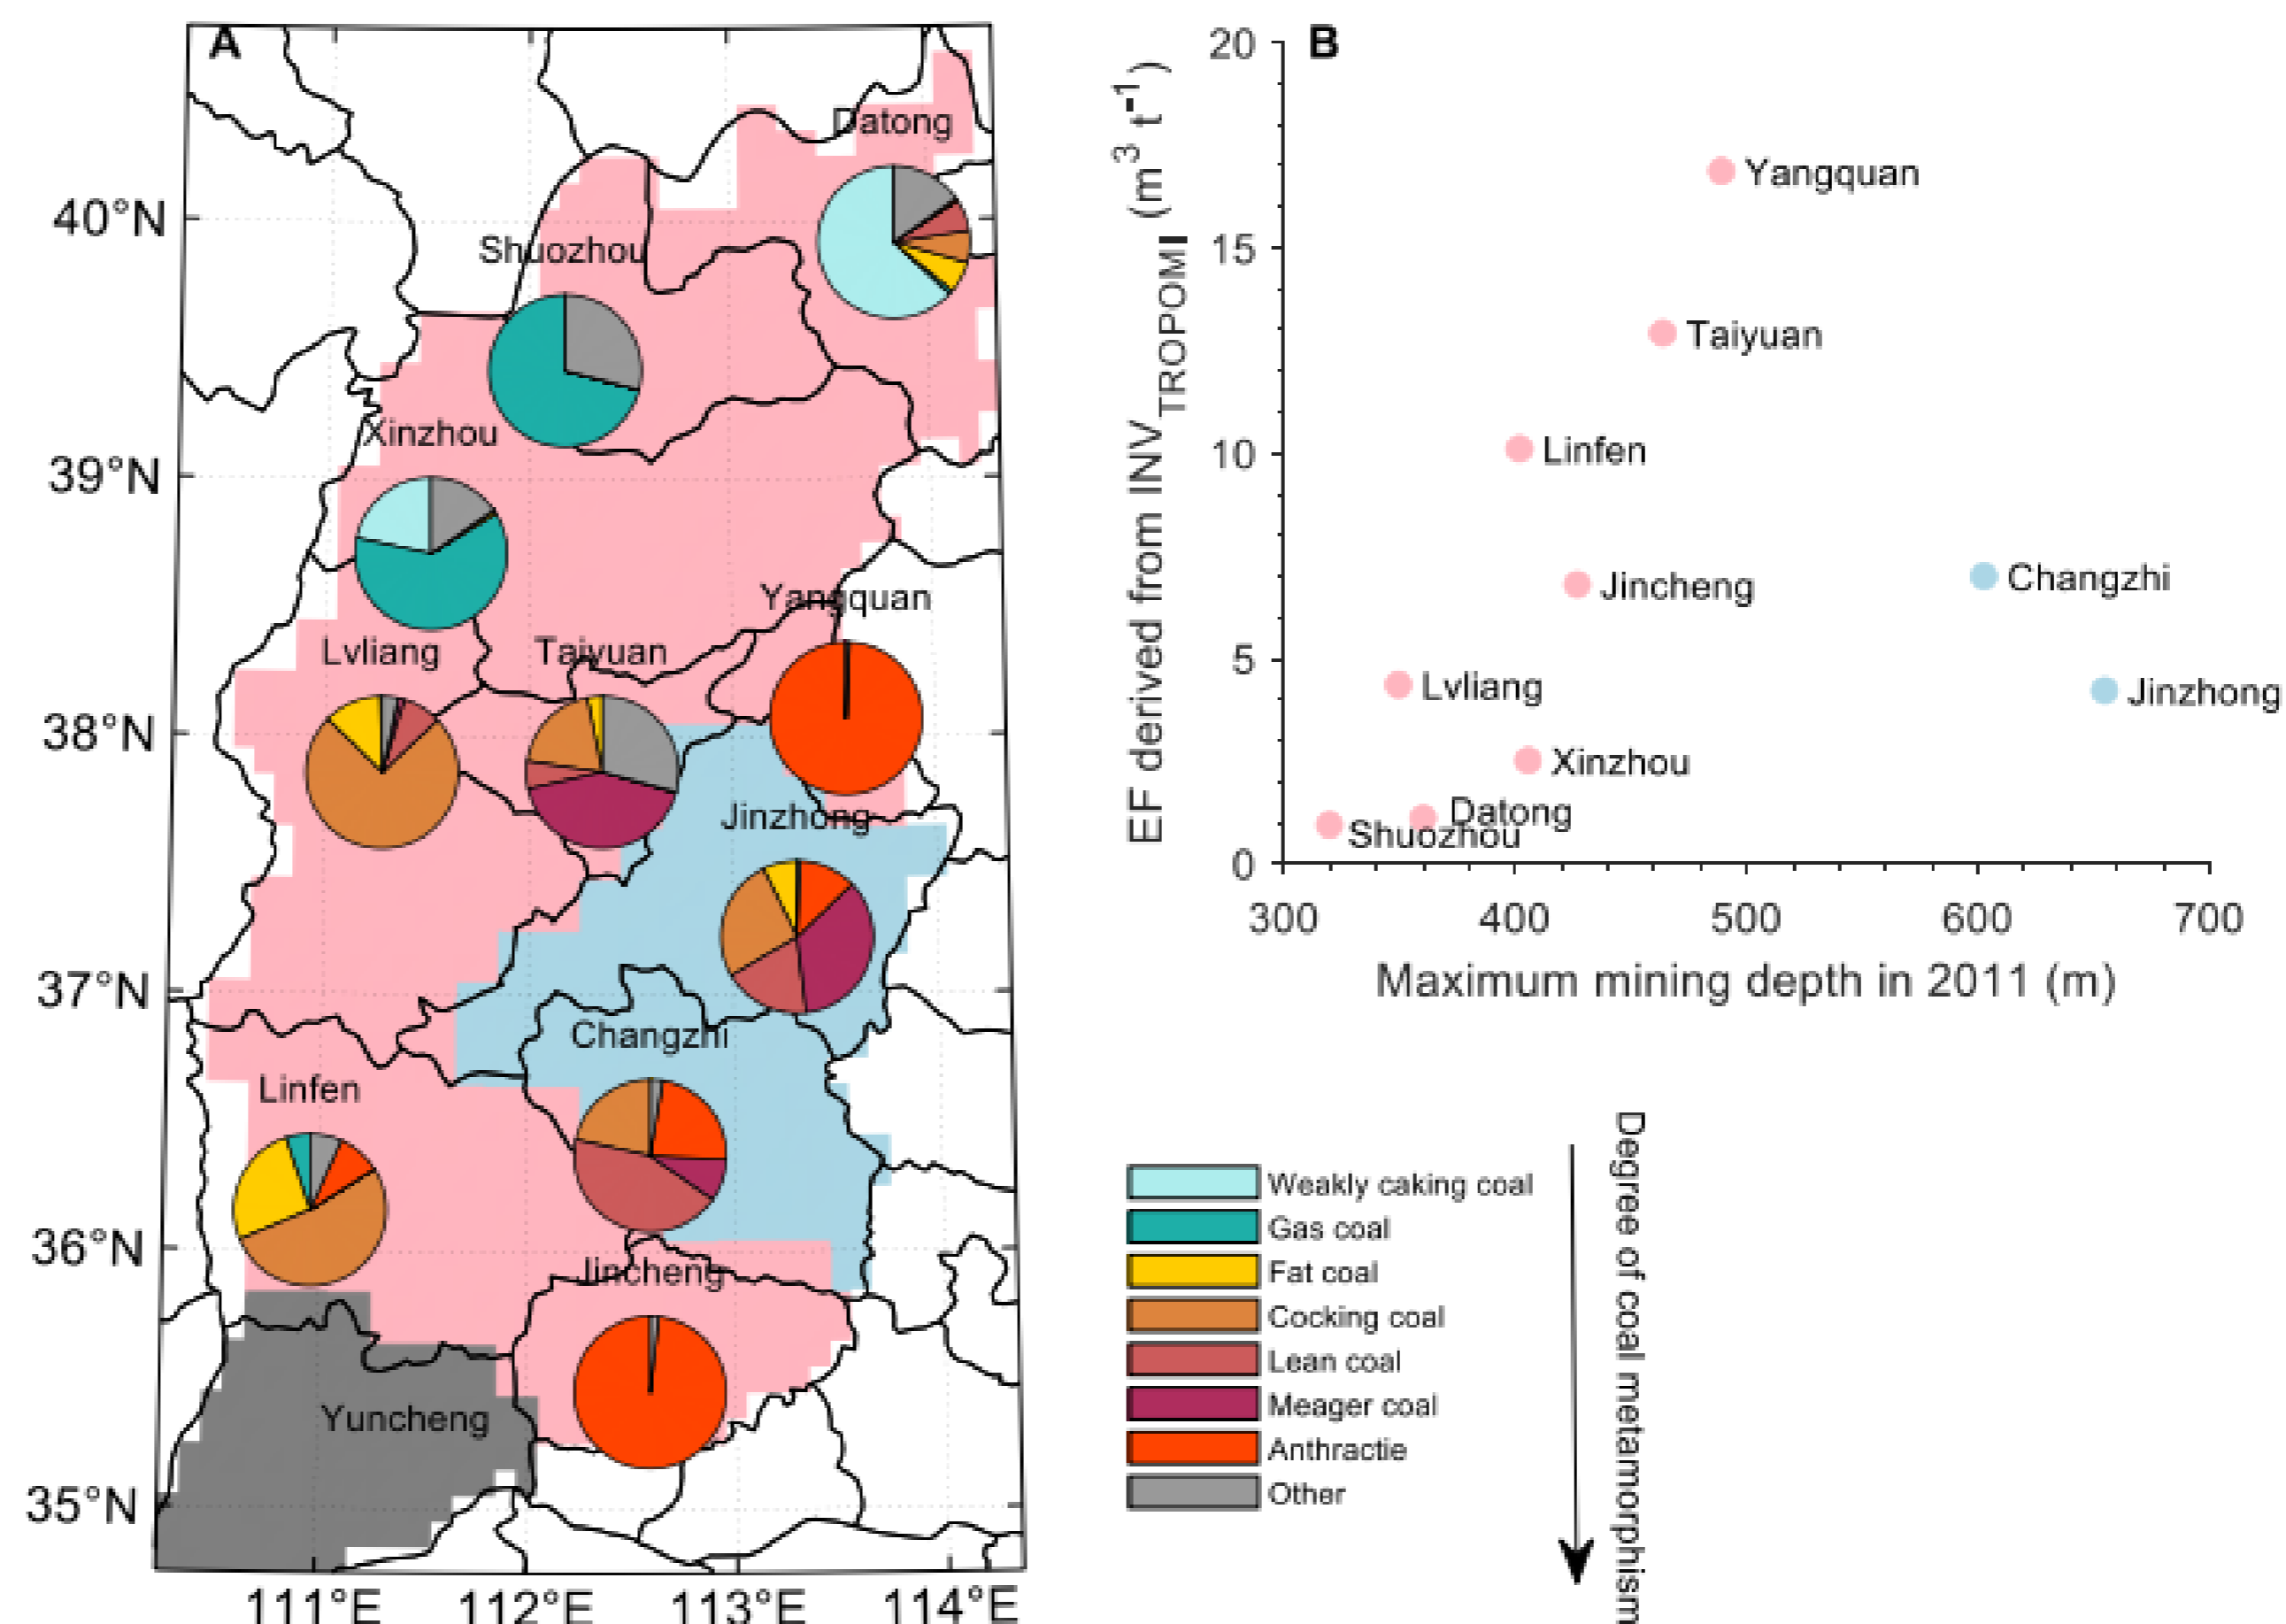 A
Datong
40°N
Shuozhou
Xinzhou
39°N
Yangquan
Lvliang
Taiyuan
38°N
Jinzhong
37°N
Changzhi
Linfen
36°N
Jincheng
Yuncheng
35°N
111°E
112°E
113°E
114°E
B
20
15
10
5
0
EF derived from INV TROPOMI (m3 t-1)
Yangquan
Taiyuan
Linfen
Jincheng
Changzhi
Lvliang
Jinzhong
Xinzhou
Datong
Shuozhou
300
400
500
600
700
Maximum mining depth in 2011 (m)
Weakly caking coal
Gas coal
Fat coal
Cocking coal
Lean coal
Meager coal
Anthractie
Other
Degree of coal metamorphism